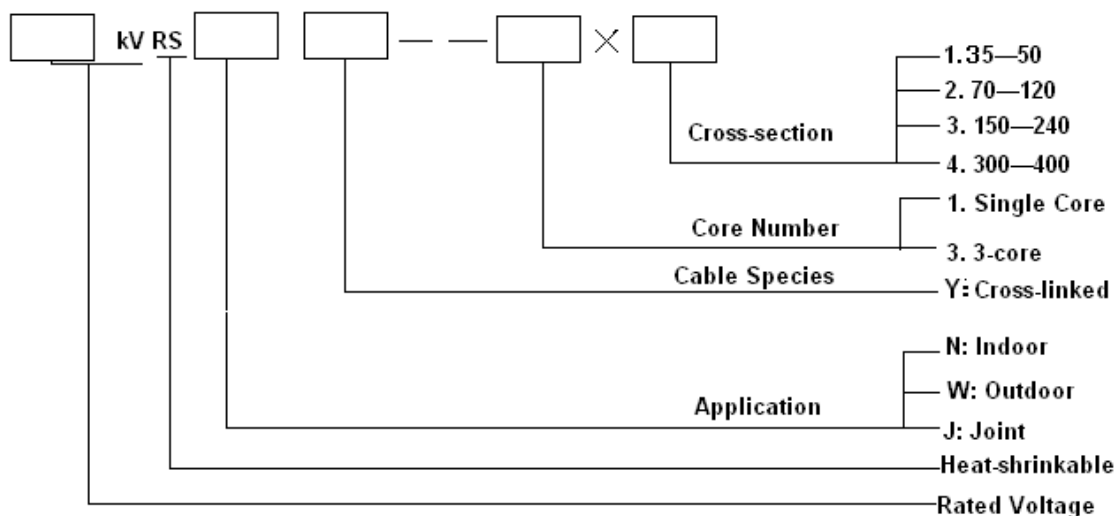 kV RS
1.35—50
2. 70—120
Cross-section
3. 150—240
4. 300—400
1. Single Core
Core Number
3. 3-core
Cable Species
Y: Cross-linked
N: Indoor
W: Outdoor
Application
J: Joint
Heat-shrinkable
Rated Voltage